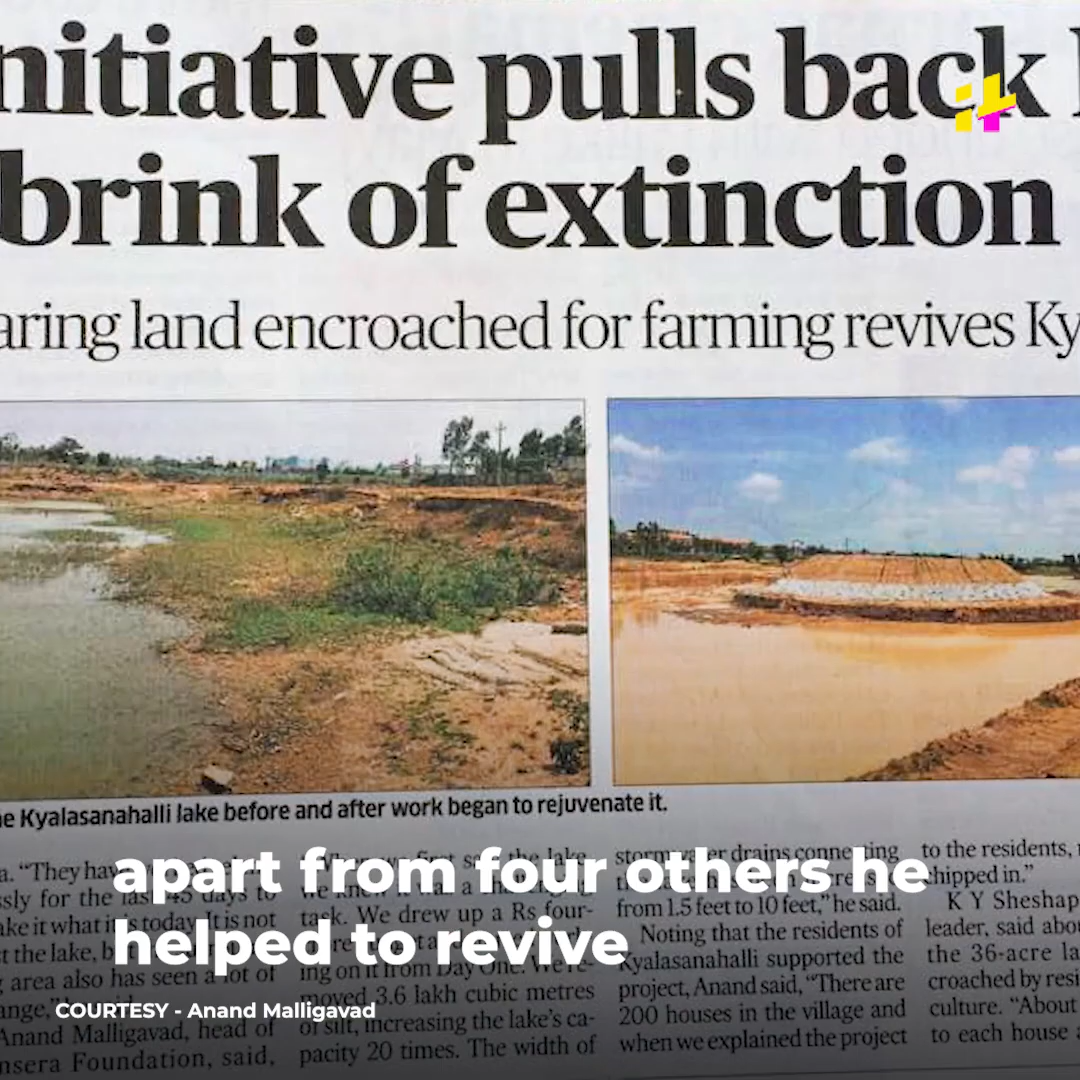 nitiative pulls back
brink of extinction
aring land encroached for farming revives Ky
e Kyalasanahalli lake before and after work began to rejuvenate it.
apart from four others he
helped to revive
COURTESY - Anand Malligavad
a. “They hav
ssly for the last 45 days to
ake it what it is today. It is not
t the lake, b
area also has seen a lot of
ange,”
Anand Malligavad, head of
nsera Foundation, said,
the lake,
we knew
task. We drew up a Rs four-
ing on it from Day One. We re-
moved 3.6 lakh cubic metres
of silt, increasing the lake’s ca-
pacity 20 times. The width of
stormwater drains connecting
from 1.5 feet to 10 feet,” he said.
Noting that the residents of
Kyalasanahalli supported the
project, Anand said, “There are
200 houses in the village and
when we explained the project
to the residents,
chipped in.”
K Y Sheshap
leader, said abo
the 36-acre la
croached by resi
culture. “About
to each house a